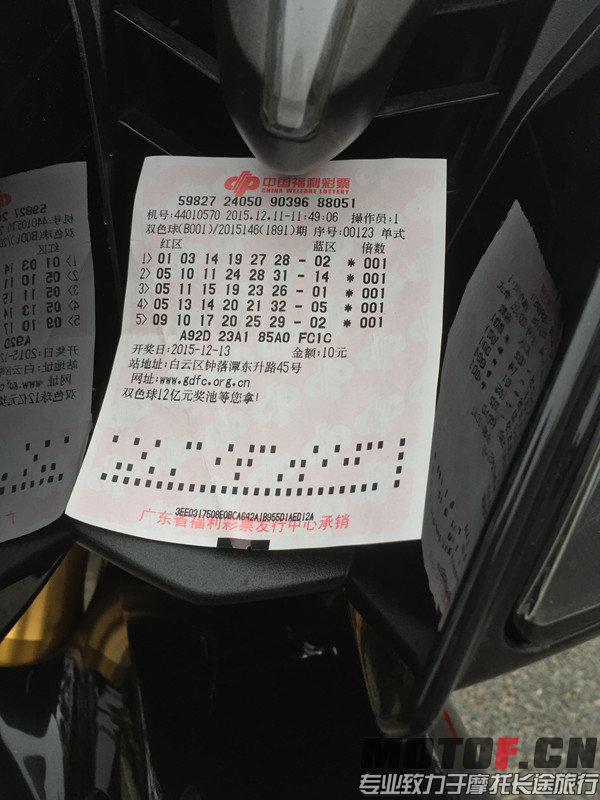 中国福利彩票
CHINA WELFARE LOTTERY
59827 24050 90396 88051
机号:44010570 2015.12.11-11:49:06 操作员:1
双色球(B001)/2015146(1891)期 序号:00123 单式
红区 蓝区 倍数
1> 01 03 14 19 27 28 - 02 * 001
2> 05 10 11 24 28 31 - 14 * 001
3> 05 11 15 19 23 26 - 01 * 001
4> 05 13 14 20 21 32 - 05 * 001
5> 09 10 17 20 25 29 - 02 * 001
A92D 23A1 85A0 FC1C
开奖日:2015-12-13 金额:10元
站地址:白云区钟落潭东升路45号
网址:www.gdfc.org.cn
双色球12亿元奖池等您拿!
广东省福利彩票发行中心承销
MOTOF.CN
专业致力于摩托长途旅行